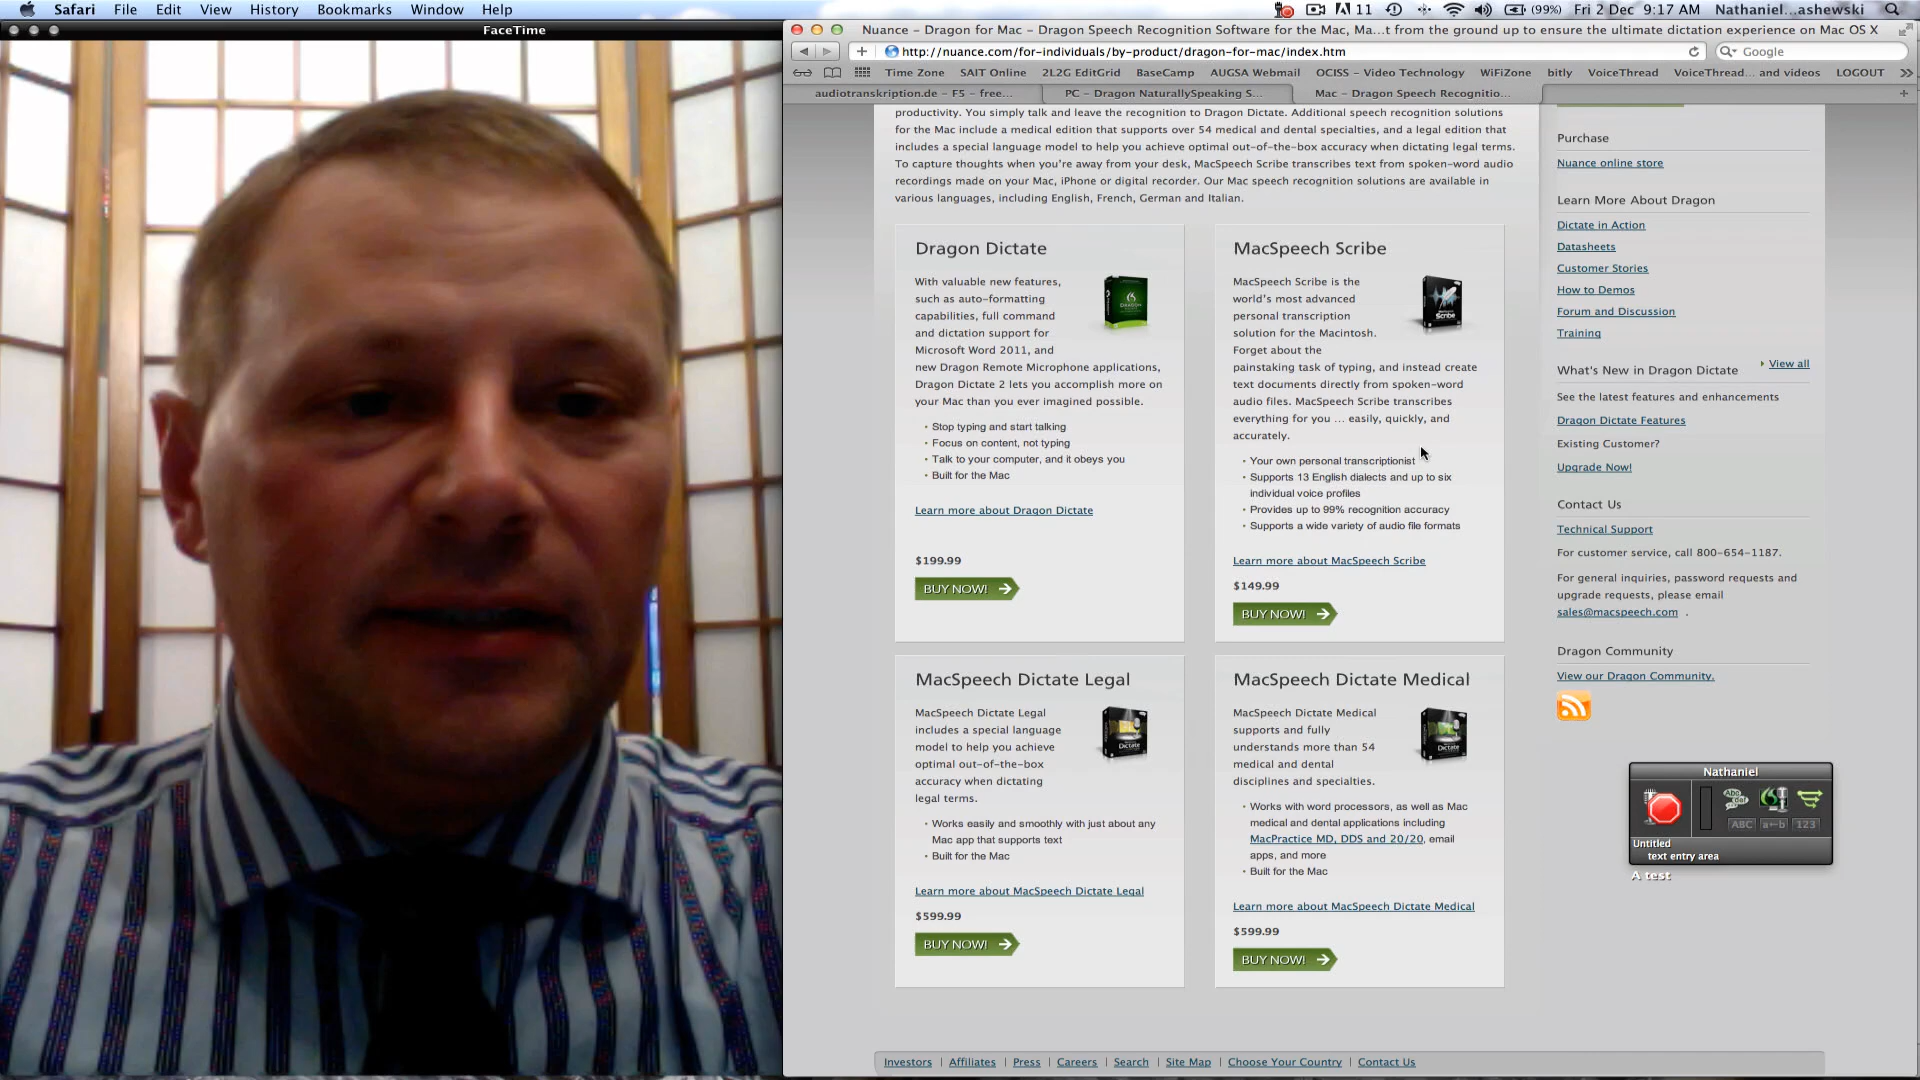 Safari File Edit View History Bookmarks Window Help
11 (99%) Fri 2 Dec 9:17 AM Nathaniel...ashewski
FaceTime
Nuance – Dragon for Mac – Dragon Speech Recognition Software for the Mac, Ma...t from the ground up to ensure the ultimate dictation experience on Mac OS X
http://nuance.com/for-individuals/by-product/dragon-for-mac/index.htm
Google
Time Zone SAIT Online 2L2G EditGrid BaseCamp AUGSA Webmail OCISS – Video Technology WiFiZone bitly VoiceThread VoiceThread... and videos LOGOUT
audiotranskription.de – F5 – free... PC – Dragon NaturallySpeaking S... Mac – Dragon Speech Recognitio...
productivity. You simply talk and leave the recognition to Dragon Dictate. Additional speech recognition solutions
for the Mac include a medical edition that supports over 54 medical and dental specialties, and a legal edition that
includes a special language model to help you achieve optimal out-of-the-box accuracy when dictating legal terms.
To capture thoughts when you're away from your desk, MacSpeech Scribe transcribes text from spoken-word audio
recordings made on your Mac, iPhone or digital recorder. Our Mac speech recognition solutions are available in
various languages, including English, French, German and Italian.
Dragon Dictate
With valuable new features,
such as auto-formatting
capabilities, full command
and dictation support for
Microsoft Word 2011, and
new Dragon Remote Microphone applications,
Dragon Dictate 2 lets you accomplish more on
your Mac than you ever imagined possible.
• Stop typing and start talking
• Focus on content, not typing
• Talk to your computer, and it obeys you
• Built for the Mac
Learn more about Dragon Dictate
$199.99
BUY NOW!
MacSpeech Scribe
MacSpeech Scribe is the
world's most advanced
personal transcription
solution for the Macintosh.
Forget about the
painstaking task of typing, and instead create
text documents directly from spoken-word
audio files. MacSpeech Scribe transcribes
everything for you ... easily, quickly, and
accurately.
• Your own personal transcriptionist
• Supports 13 English dialects and up to six
individual voice profiles
• Provides up to 99% recognition accuracy
• Supports a wide variety of audio file formats
Learn more about MacSpeech Scribe
$149.99
BUY NOW!
MacSpeech Dictate Legal
MacSpeech Dictate Legal
includes a special language
model to help you achieve
optimal out-of-the-box
accuracy when dictating
legal terms.
• Works easily and smoothly with just about any
Mac app that supports text
• Built for the Mac
Learn more about MacSpeech Dictate Legal
$599.99
BUY NOW!
MacSpeech Dictate Medical
MacSpeech Dictate Medical
supports and fully
understands more than 54
medical and dental
disciplines and specialties.
• Works with word processors, as well as Mac
medical and dental applications including
MacPractice MD, DDS and 20/20, email
apps, and more
• Built for the Mac
Learn more about MacSpeech Dictate Medical
$599.99
BUY NOW!
Purchase
Nuance online store
Learn More About Dragon
Dictate in Action
Datasheets
Customer Stories
How to Demos
Forum and Discussion
Training
What's New in Dragon Dictate
View all
See the latest features and enhancements
Dragon Dictate Features
Existing Customer?
Upgrade Now!
Contact Us
Technical Support
For customer service, call 800-654-1187.
For general inquiries, password requests and
upgrade requests, please email
sales@macspeech.com .
Dragon Community
View our Dragon Community.
Nathaniel
ABC a←b 123
Untitled
text entry area
A test
Investors | Affiliates | Press | Careers | Search | Site Map | Choose Your Country | Contact Us